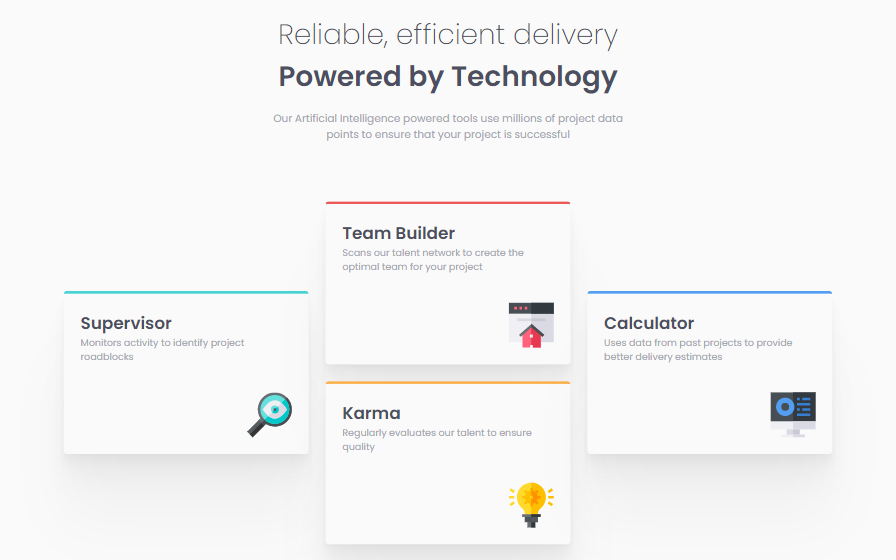 Reliable, efficient delivery
Powered by Technology
Our Artificial Intelligence powered tools use millions of project data
points to ensure that your project is successful
Supervisor
Monitors activity to identify project
roadblocks
Team Builder
Scans our talent network to create the
optimal team for your project
Karma
Regularly evaluates our talent to ensure
quality
Calculator
Uses data from past projects to provide
better delivery estimates